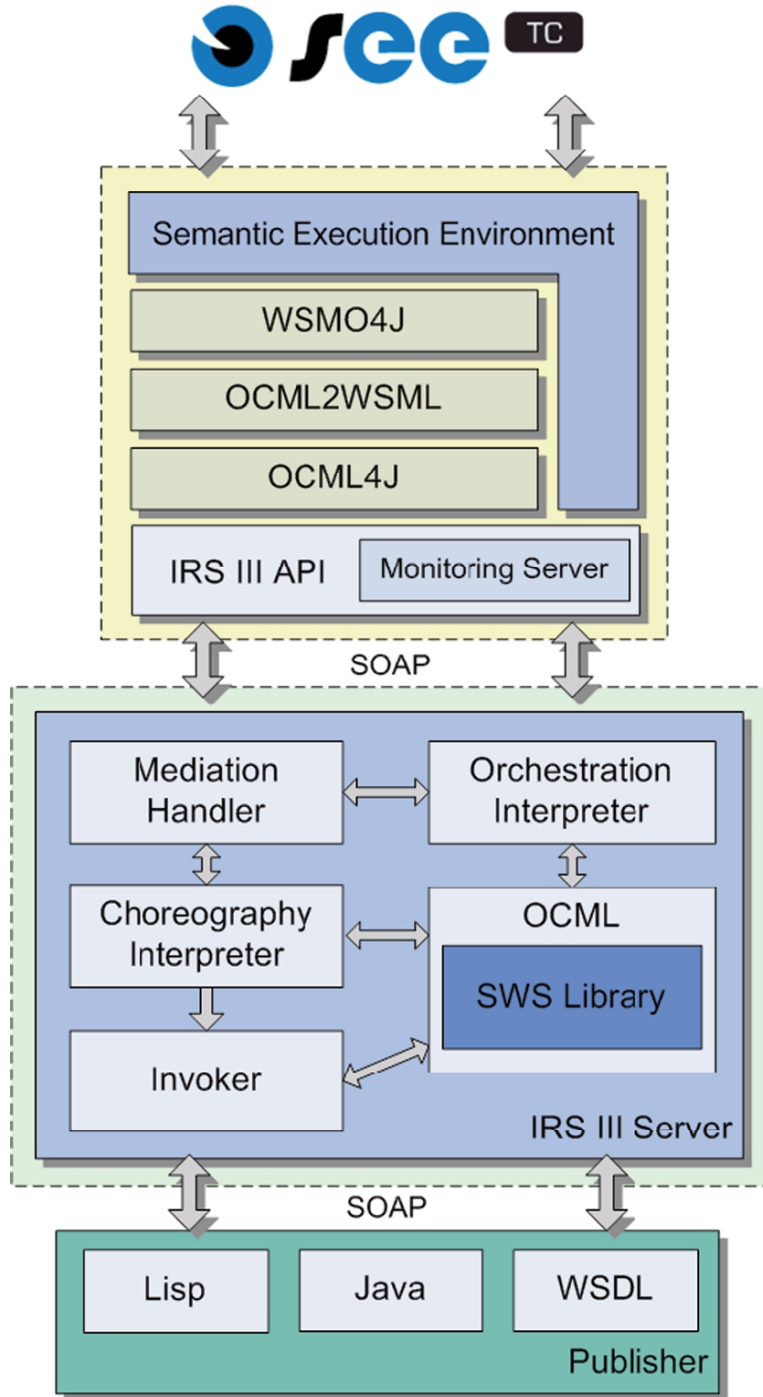 see TC
Semantic Execution Environment
WSMO4J
OCML2WSML
OCML4J
IRS III API
Monitoring Server
SOAP
Mediation
Handler
Orchestration
Interpreter
Choreography
Interpreter
OCML
SWS Library
Invoker
IRS III Server
SOAP
Lisp
Java
WSDL
Publisher